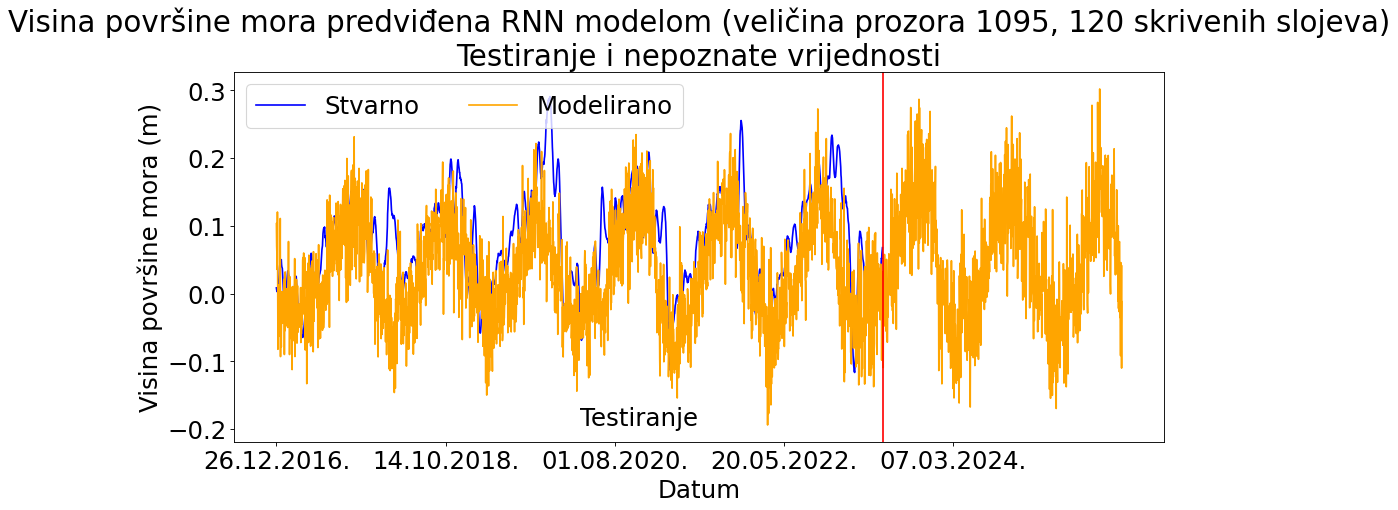 Visina površine mora predviđena RNN modelom (veličina prozora 1095, 120 skrivenih slojeva)
Testiranje i nepoznate vrijednosti
Stvarno
Modelirano
Visina površine mora (m)
0.3
0.2
0.1
0.0
−0.1
−0.2
Testiranje
26.12.2016.
14.10.2018.
01.08.2020.
20.05.2022.
07.03.2024.
Datum